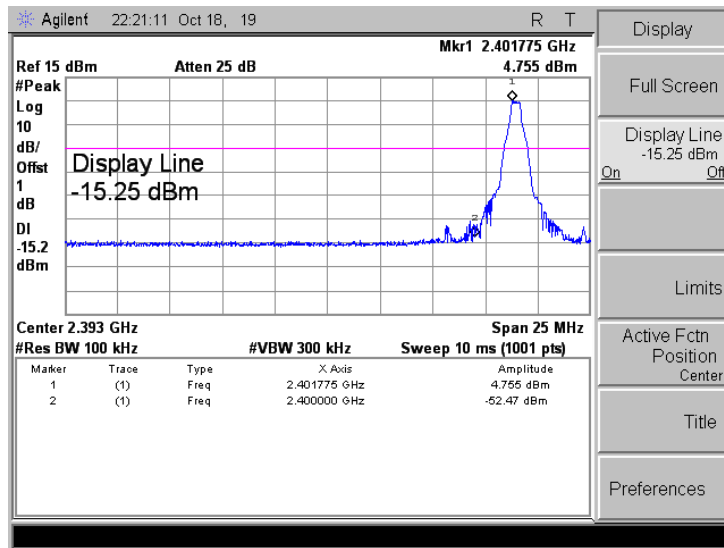 Agilent 22:21:11 Oct 18, 19 R T
Mkr1 2.401775 GHz
Ref 15 dBm Atten 25 dB 4.755 dBm
#Peak
Log
10
dB/
Offst
1
dB
DI
-15.2
dBm
1
Display Line
-15.25 dBm
2
Center 2.393 GHz Span 25 MHz
#Res BW 100 kHz #VBW 300 kHz Sweep 10 ms (1001 pts)
Marker Trace Type X Axis Amplitude
1 (1) Freq 2.401775 GHz 4.755 dBm
2 (1) Freq 2.400000 GHz -52.47 dBm
Display
Full Screen
Display Line
-15.25 dBm
On Off
Limits
Active Fctn
Position
Center
Title
Preferences